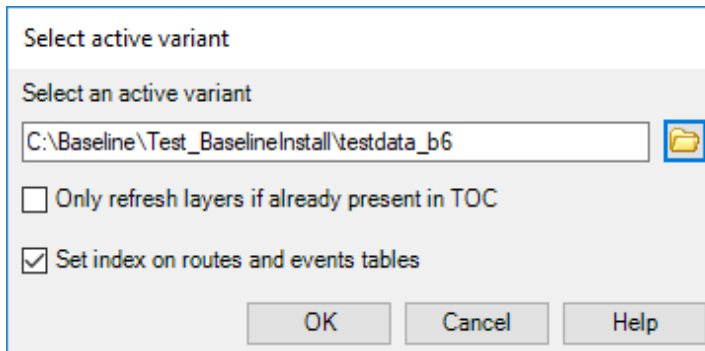 Select active variant
Select an active variant
C:\Baseline\Test_BaselineInstall\testdata_b6
Only refresh layers if already present in TOC
Set index on routes and events tables
OK Cancel Help